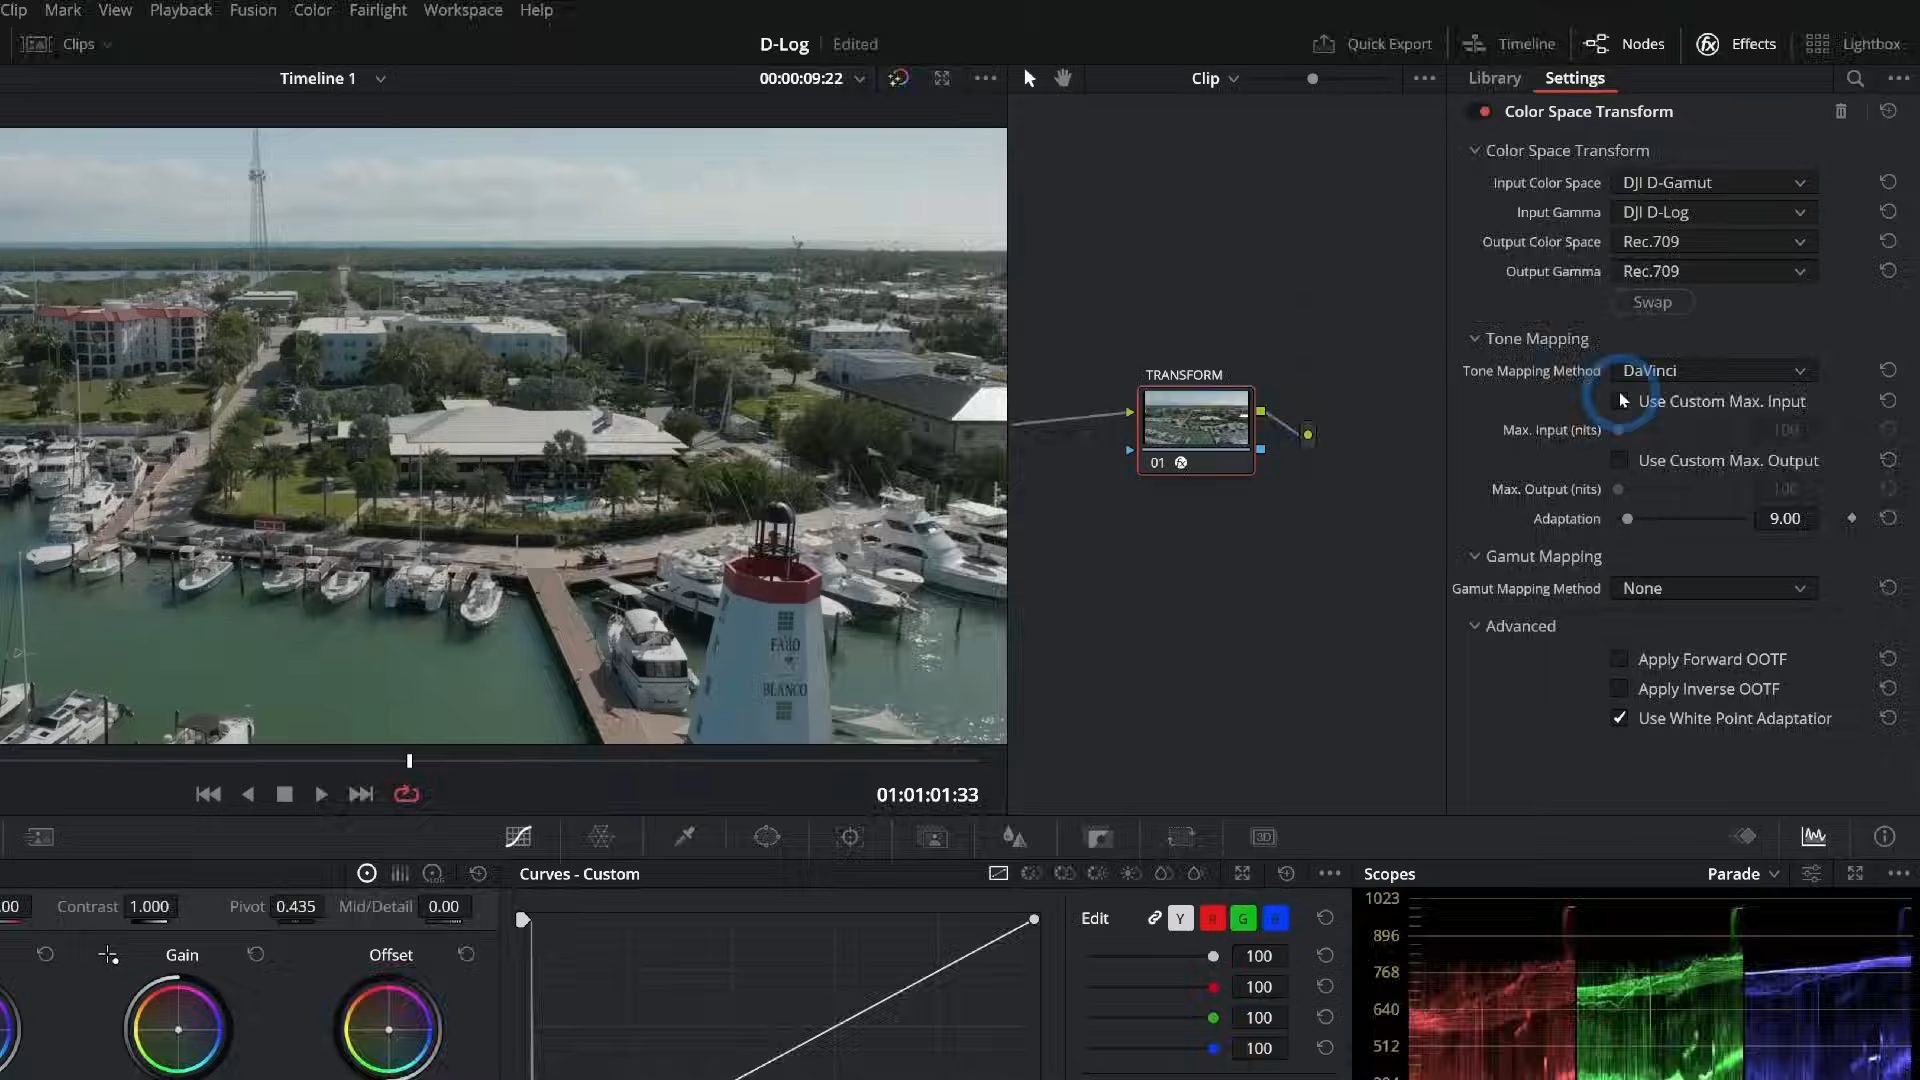 Clip Mark View Playback Fusion Color Fairlight Workspace Help
Clips D-Log Edited Quick Export Timeline Nodes Effects Lightbox
Timeline 1 00:00:09:22 Clip Library Settings
Color Space Transform
Color Space Transform
Input Color Space DJI D-Gamut
Input Gamma DJI D-Log
Output Color Space Rec.709
Output Gamma Rec.709
Swap
Tone Mapping
Tone Mapping Method DaVinci
Use Custom Max. Input
Max. Input (nits) 100
Use Custom Max. Output
Max. Output (nits) 100
Adaptation 9.00
Gamut Mapping
Gamut Mapping Method None
Advanced
Apply Forward OOTF
Apply Inverse OOTF
Use White Point Adaptation
TRANSFORM
01
FARO
BLANCO
01:01:01:33
3D
Curves - Custom
Scopes Parade
.00 Contrast 1.000 Pivot 0.435 Mid/Detail 0.00
Gain Offset
Edit Y R G B
100
100
100
100
1023
896
768
640
512